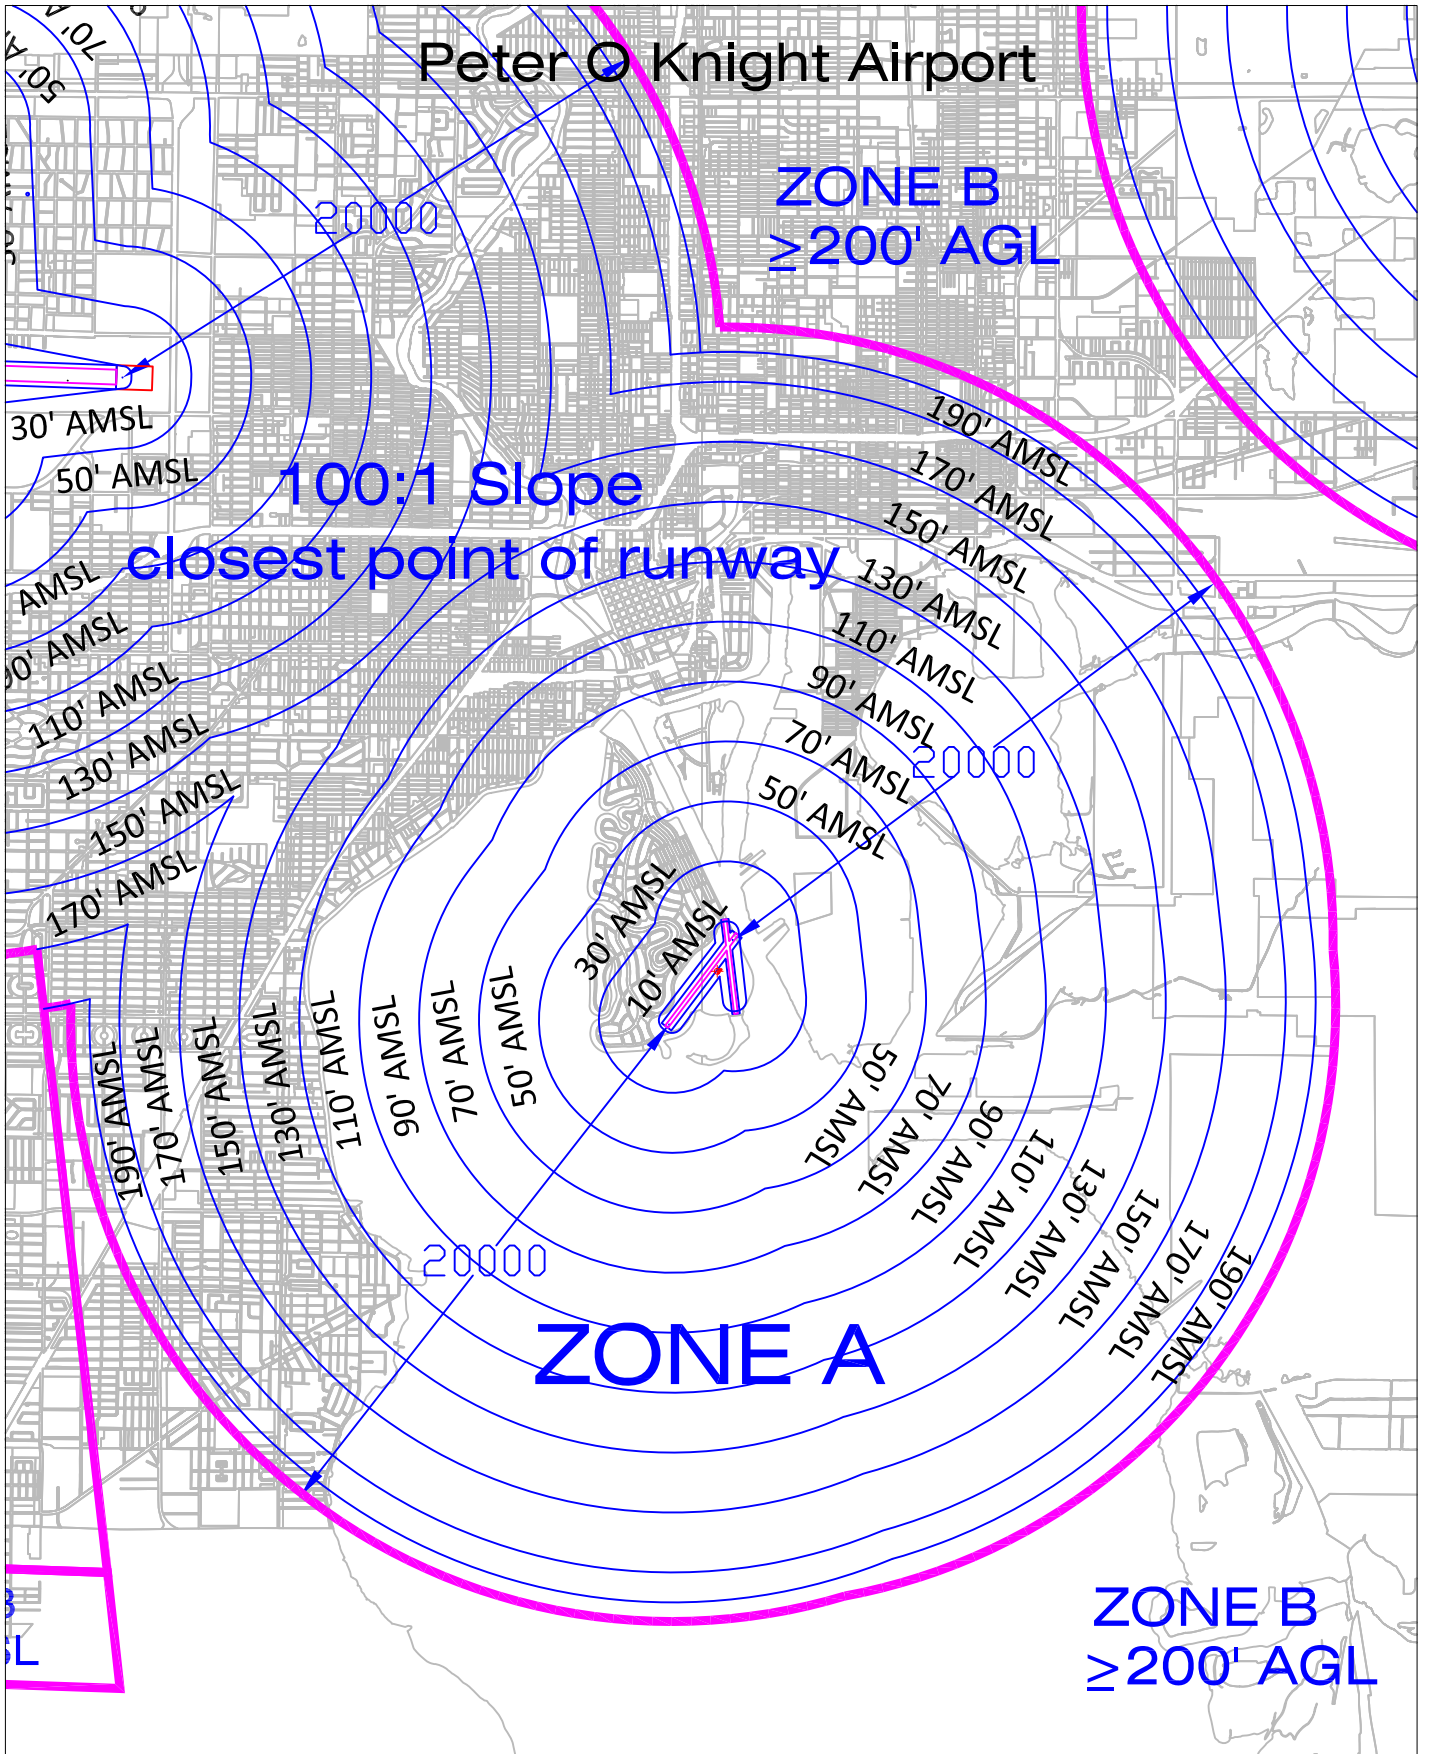 Peter O Knight Airport
70' A
50' A
20000
ZONE B
≥200' AGL
30' AMSL
50' AMSL
100:1 Slope
closest point of runway
AMSL
90' AMSL
110' AMSL
130' AMSL
150' AMSL
170' AMSL
190' AMSL
170' AMSL
150' AMSL
130' AMSL
110' AMSL
90' AMSL
70' AMSL
50' AMSL
20000
30' AMSL
10' AMSL
190' AMSL
170' AMSL
150' AMSL
130' AMSL
110' AMSL
90' AMSL
70' AMSL
50' AMSL
50' AMSL
70' AMSL
90' AMSL
110' AMSL
130' AMSL
150' AMSL
170' AMSL
190' AMSL
20000
ZONE A
ZONE B
≥200' AGL